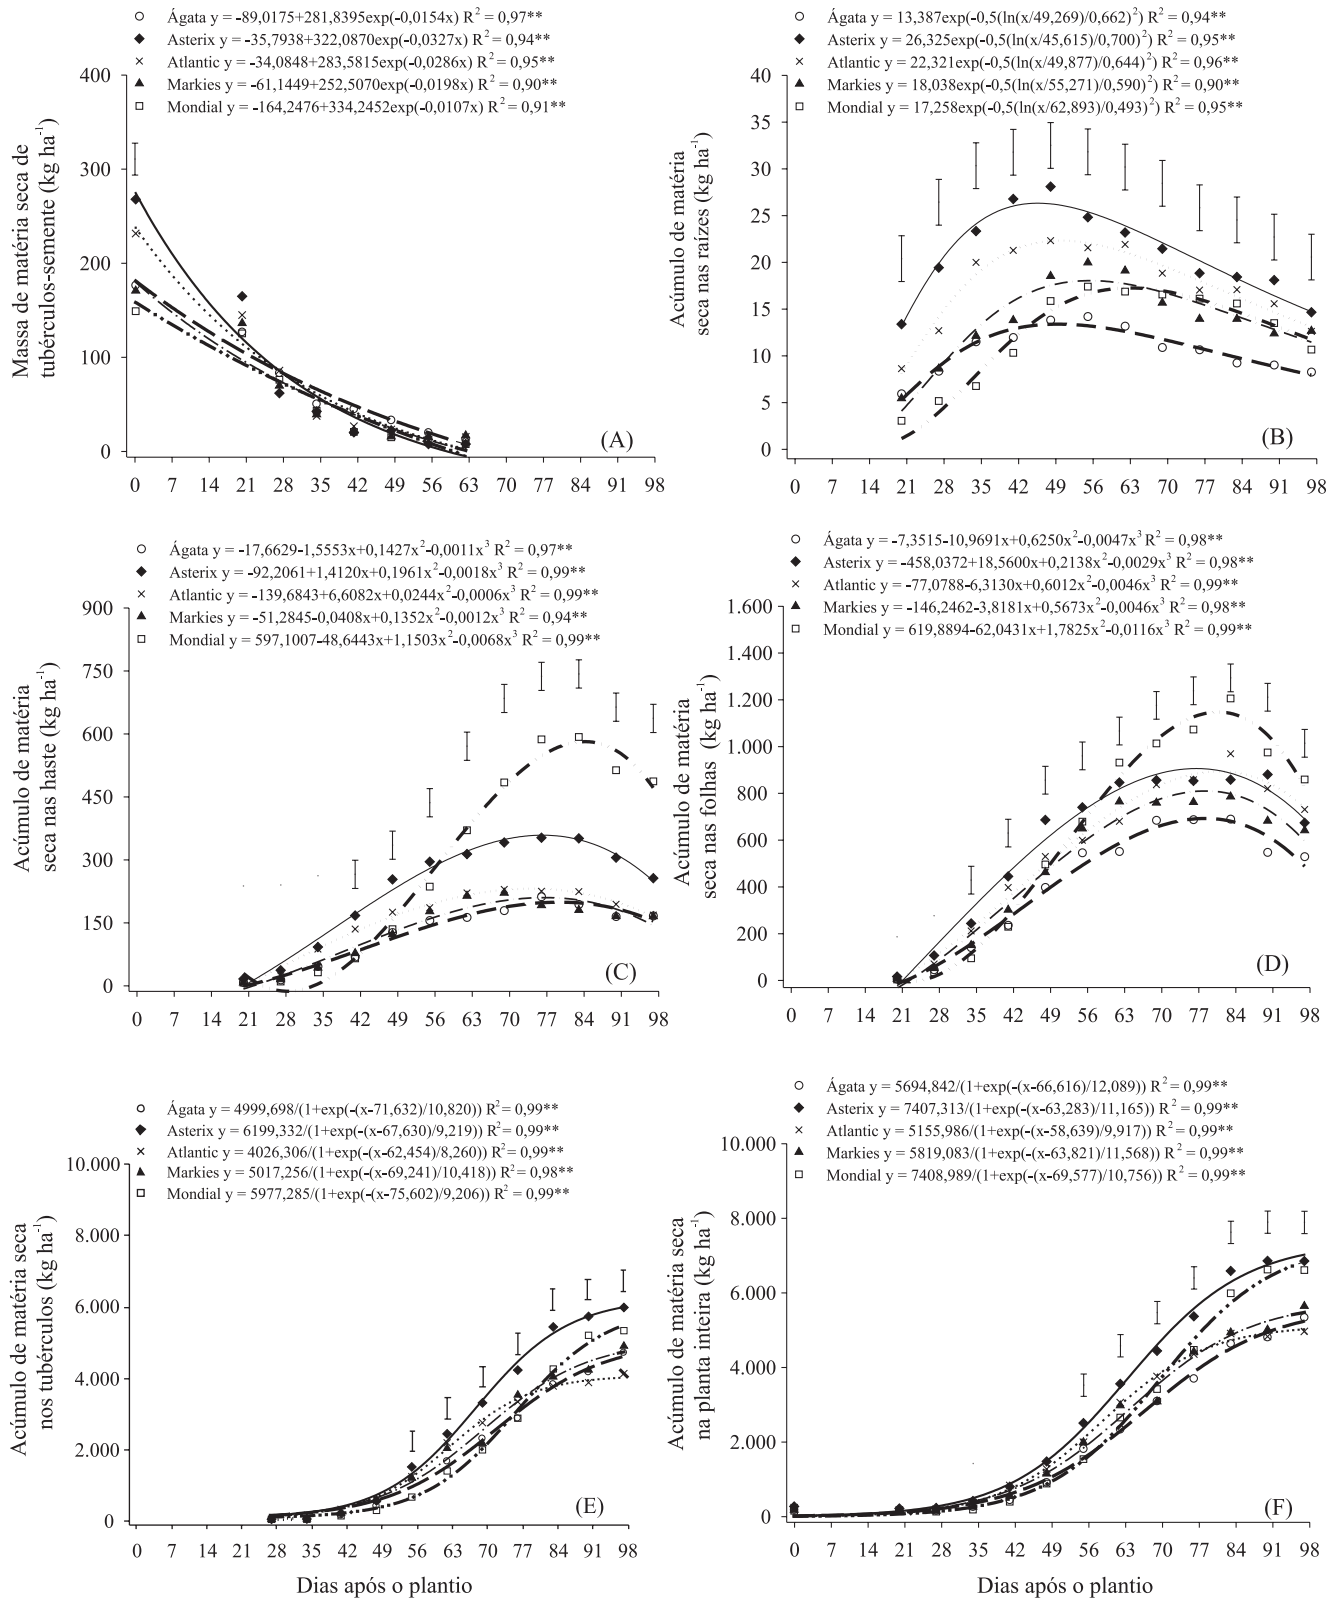 Ágata y = -89,0175+281,8395exp(-0,0154x) R² = 0,97**
Asterix y = -35,7938+322,0870exp(-0,0327x) R² = 0,94**
Atlantic y = -34,0848+283,5815exp(-0,0286x) R² = 0,95**
Markies y = -61,1449+252,5070exp(-0,0198x) R² = 0,90**
Mondial y = -164,2476+334,2452exp(-0,0107x) R² = 0,91**
Massa de matéria seca de
tubérculos-semente (kg ha⁻¹)
400
300
200
100
0
(A)
0 7 14 21 28 35 42 49 56 63 70 77 84 91 98
Ágata y = 13,387exp(-0,5(ln(x/49,269)/0,662)²) R² = 0,94**
Asterix y = 26,325exp(-0,5(ln(x/45,615)/0,700)²) R² = 0,95**
Atlantic y = 22,321exp(-0,5(ln(x/49,877)/0,644)²) R² = 0,96**
Markies y = 18,038exp(-0,5(ln(x/55,271)/0,590)²) R² = 0,90**
Mondial y = 17,258exp(-0,5(ln(x/62,893)/0,493)²) R² = 0,95**
Acúmulo de matéria
seca nas raízes (kg ha⁻¹)
40
35
30
25
20
15
10
5
0
(B)
0 7 14 21 28 35 42 49 56 63 70 77 84 91 98
Ágata y = -17,6629-1,5553x+0,1427x²-0,0011x³ R² = 0,97**
Asterix y = -92,2061+1,4120x+0,1961x²-0,0018x³ R² = 0,99**
Atlantic y = -139,6843+6,6082x+0,0244x²-0,0006x³ R² = 0,99**
Markies y = -51,2845-0,0408x+0,1352x²-0,0012x³ R² = 0,94**
Mondial y = 597,1007-48,6443x+1,1503x²-0,0068x³ R² = 0,99**
Acúmulo de matéria
seca nas haste (kg ha⁻¹)
900
750
600
450
300
150
0
(C)
0 7 14 21 28 35 42 49 56 63 70 77 84 91 98
Ágata y = -7,3515-10,9691x+0,6250x²-0,0047x³ R² = 0,98**
Asterix y = -458,0372+18,5600x+0,2138x²-0,0029x³ R² = 0,98**
Atlantic y = -77,0788-6,3130x+0,6012x²-0,0046x³ R² = 0,99**
Markies y = -146,2462-3,8181x+0,5673x²-0,0046x³ R² = 0,98**
Mondial y = 619,8894-62,0431x+1,7825x²-0,0116x³ R² = 0,99**
Acúmulo de matéria
seca nas folhas (kg ha⁻¹)
1.600
1.400
1.200
1.000
800
600
400
200
0
(D)
0 7 14 21 28 35 42 49 56 63 70 77 84 91 98
Ágata y = 4999,698/(1+exp(-(x-71,632)/10,820)) R² = 0,99**
Asterix y = 6199,332/(1+exp(-(x-67,630)/9,219)) R² = 0,99**
Atlantic y = 4026,306/(1+exp(-(x-62,454)/8,260)) R² = 0,99**
Markies y = 5017,256/(1+exp(-(x-69,241)/10,418)) R² = 0,98**
Mondial y = 5977,285/(1+exp(-(x-75,602)/9,206)) R² = 0,99**
Acúmulo de matéria seca
nos tubérculos (kg ha⁻¹)
10.000
8.000
6.000
4.000
2.000
0
(E)
0 7 14 21 28 35 42 49 56 63 70 77 84 91 98
Dias após o plantio
Ágata y = 5694,842/(1+exp(-(x-66,616)/12,089)) R² = 0,99**
Asterix y = 7407,313/(1+exp(-(x-63,283)/11,165)) R² = 0,99**
Atlantic y = 5155,986/(1+exp(-(x-58,639)/9,917)) R² = 0,99**
Markies y = 5819,083/(1+exp(-(x-63,821)/11,568)) R² = 0,99**
Mondial y = 7408,989/(1+exp(-(x-69,577)/10,756)) R² = 0,99**
Acúmulo de matéria seca
na planta inteira (kg ha⁻¹)
10.000
8.000
6.000
4.000
2.000
0
(F)
0 7 14 21 28 35 42 49 56 63 70 77 84 91 98
Dias após o plantio